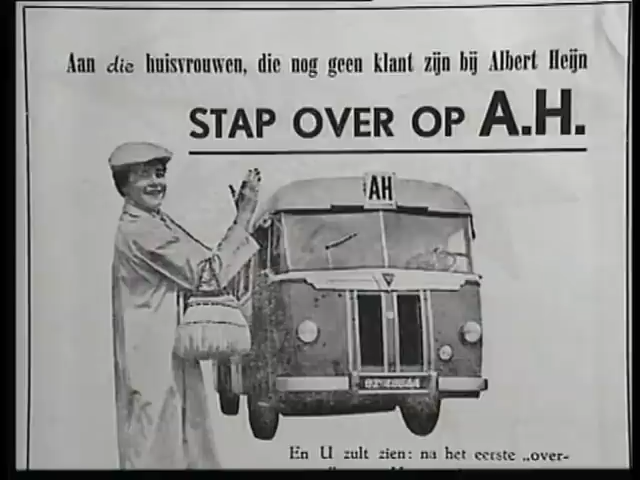 Aan die huisvrouwen, die nog geen klant zijn bij Albert Heijn
STAP OVER OP A.H.
AH
En U zult zien: na het eerste „over-